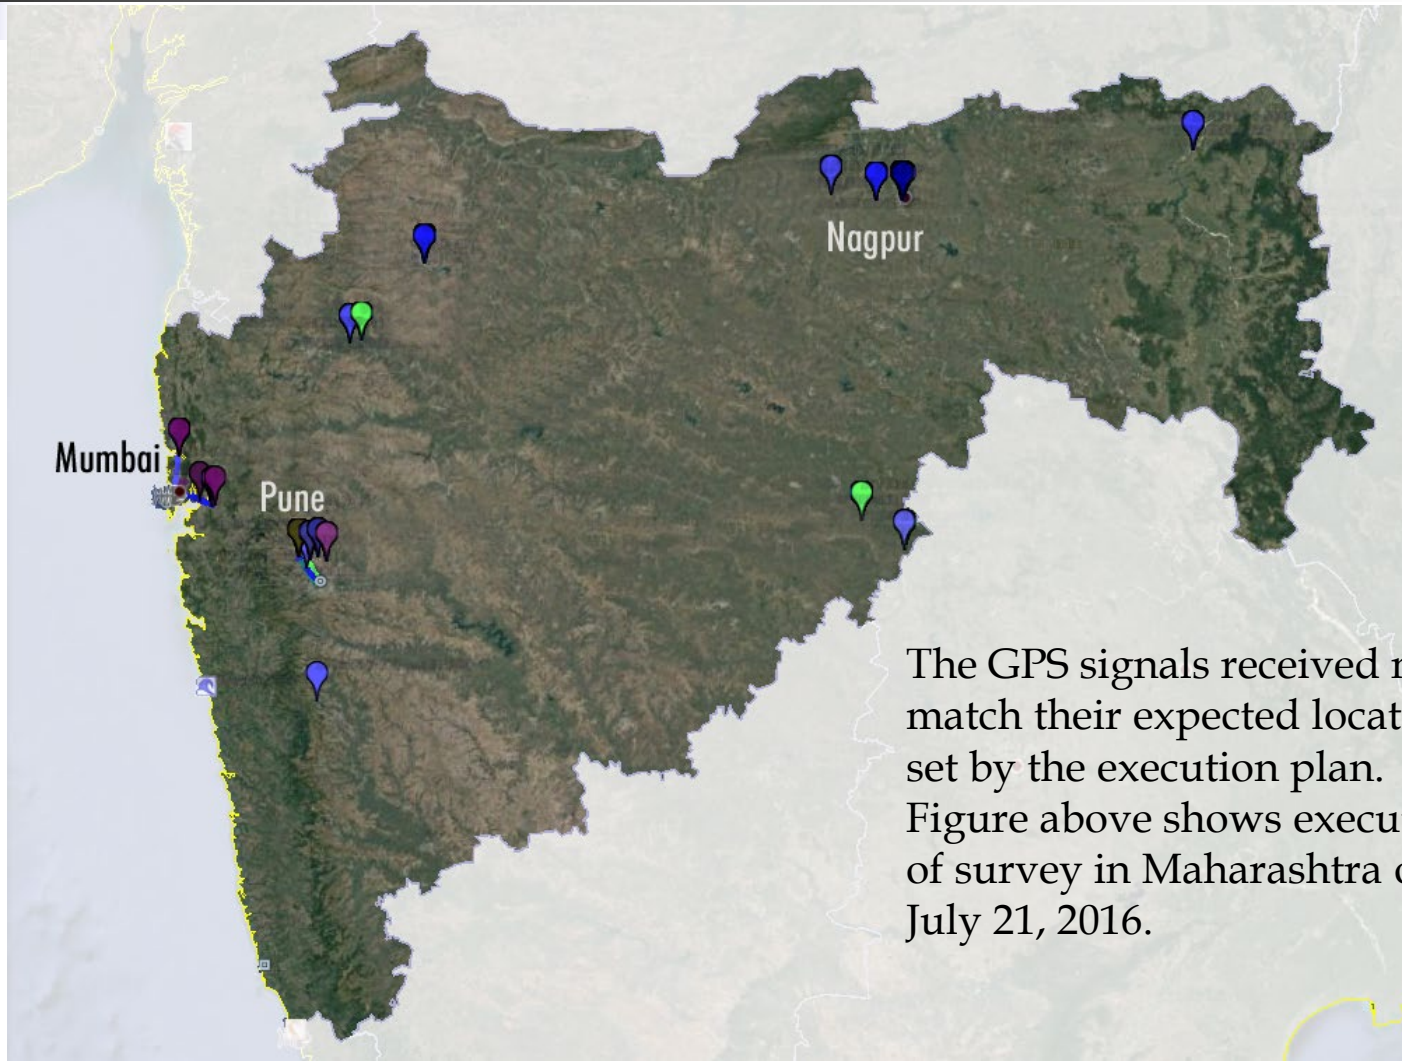 Nagpur
Mumbai
Pune
The GPS signals received
match their expected
set by the execution plan.
Figure above shows
of survey in Maharashtra
July 21, 2016.